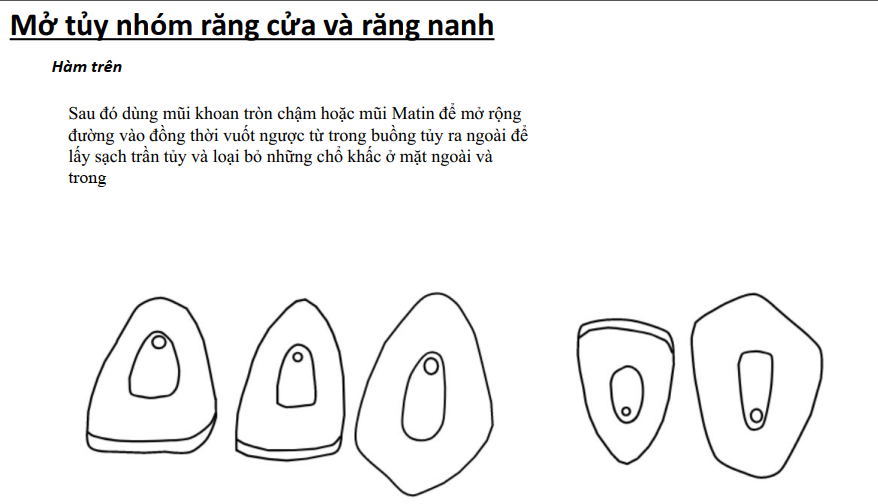 Mở tủy nhóm răng cửa và răng nanh
Hàm trên
Sau đó dùng mũi khoan tròn chậm hoặc mũi Matin để mở rộng
đường vào đồng thời vuốt ngược từ trong buồng tủy ra ngoài để
lấy sạch trần tủy và loại bỏ những chổ khấc ở mặt ngoài và
trong